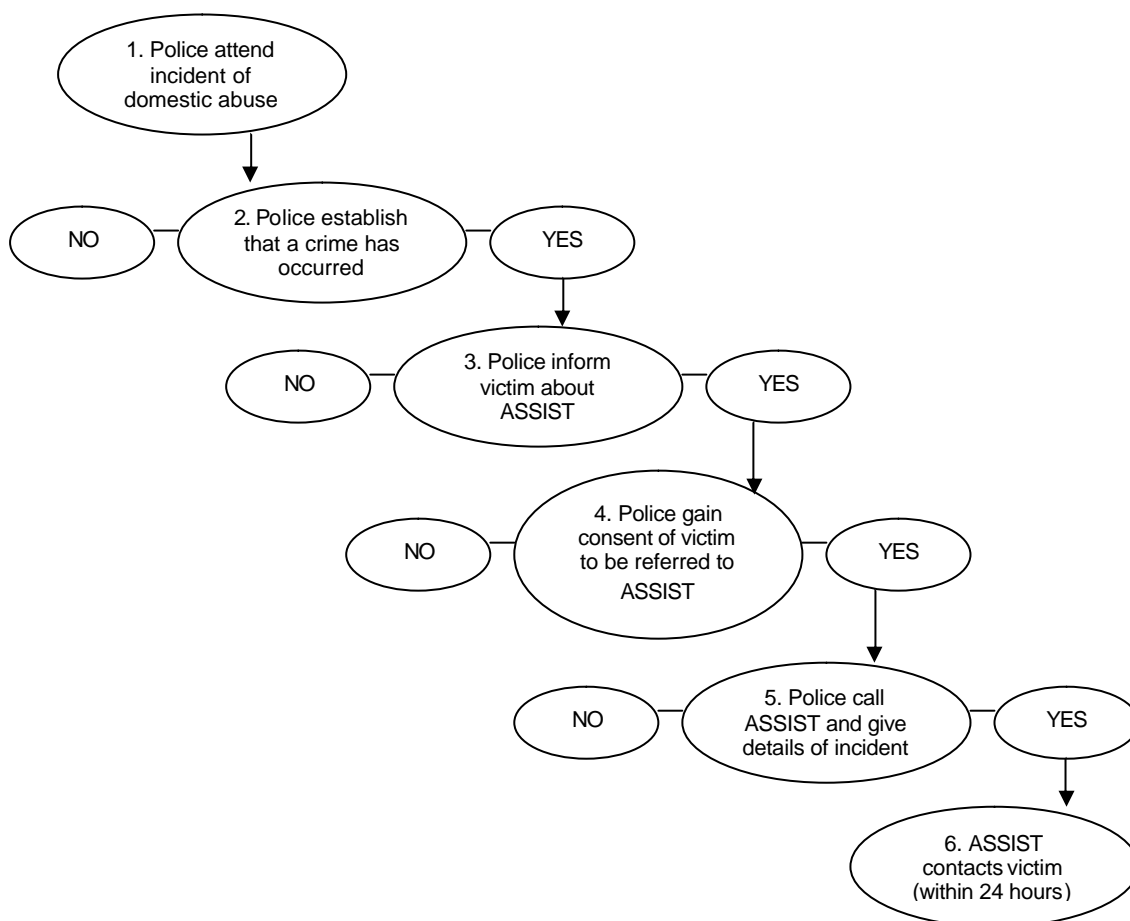 1. Police attend
incident of
domestic abuse
NO
2. Police establish
that a crime has
occurred
YES
NO
3. Police inform
victim about
ASSIST
YES
NO
4. Police gain
consent of victim
to be referred to
ASSIST
YES
NO
5. Police call
ASSIST and give
details of incident
YES
6. ASSIST
contacts victim
(within 24 hours)